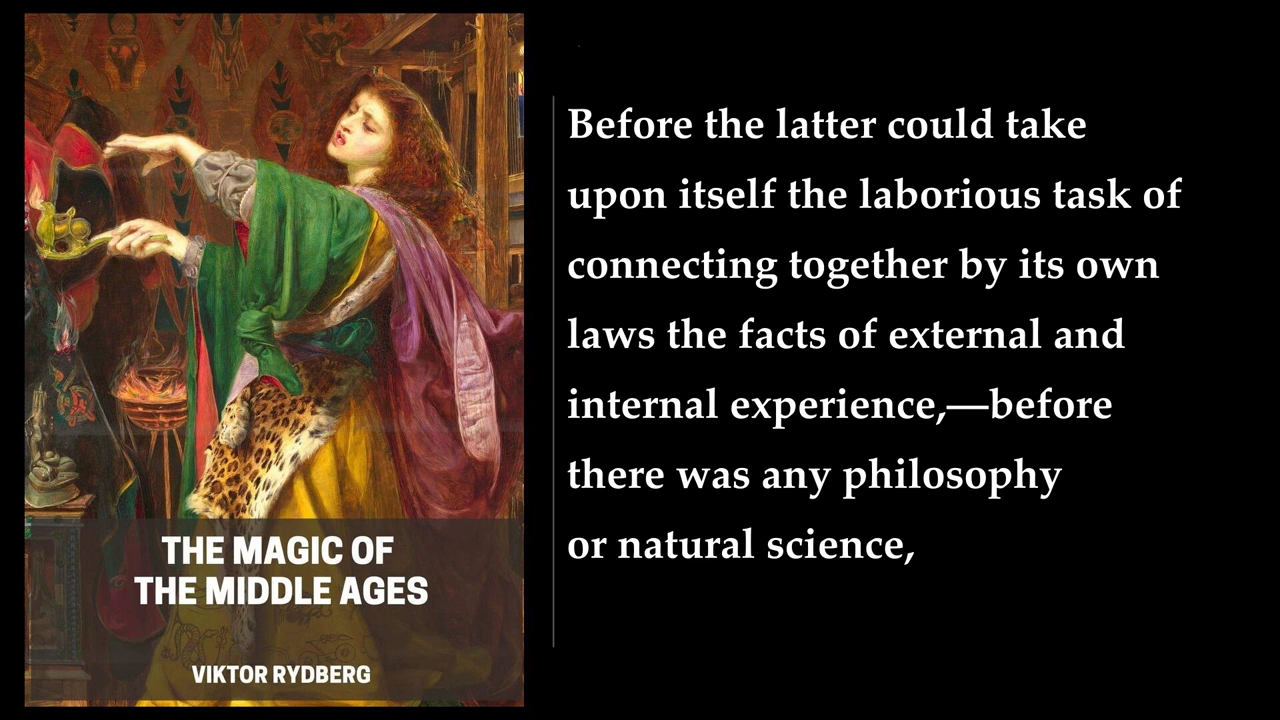 THE MAGIC OF
THE MIDDLE AGES
VIKTOR RYDBERG
Before the latter could take
upon itself the laborious task of
connecting together by its own
laws the facts of external and
internal experience,—before
there was any philosophy
or natural science,